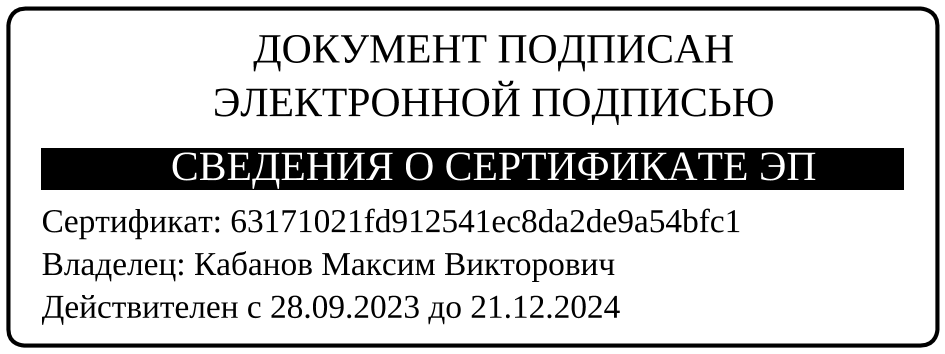 ДОКУМЕНТ ПОДПИСАН
ЭЛЕКТРОННОЙ ПОДПИСЬЮ
СВЕДЕНИЯ О СЕРТИФИКАТЕ ЭП
Сертификат: 63171021fd912541ec8da2de9a54bfc1
Владелец: Кабанов Максим Викторович
Действителен с 28.09.2023 до 21.12.2024